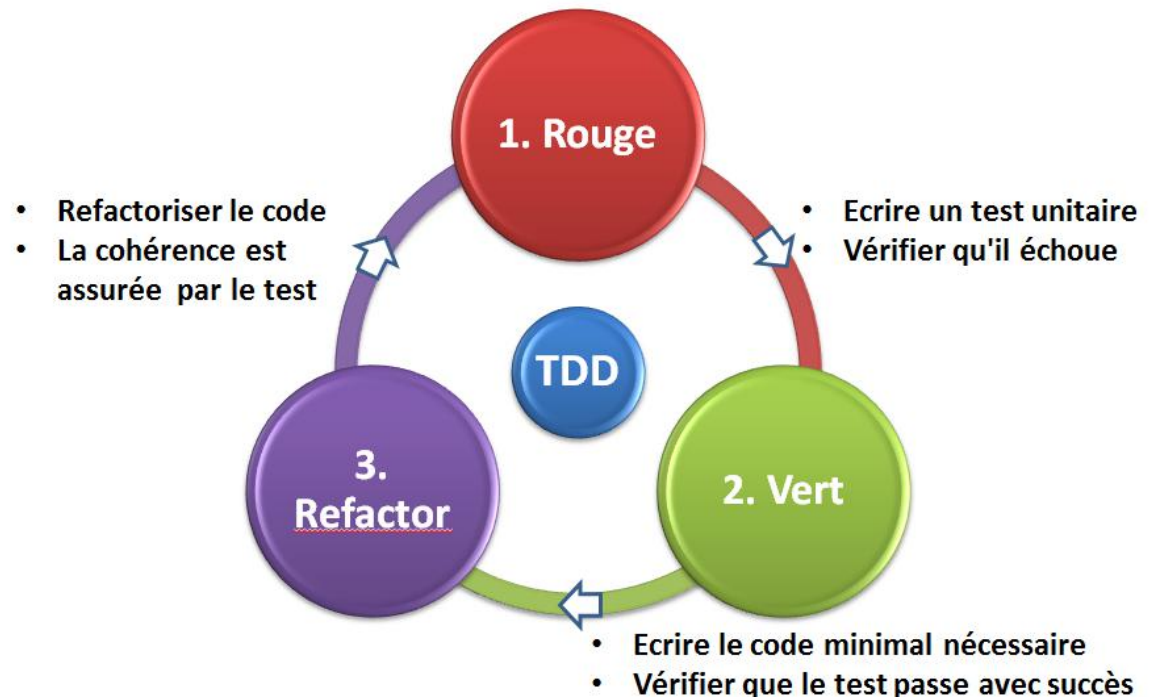 1. Rouge
• Ecrire un test unitaire
• Vérifier qu'il échoue
2. Vert
• Ecrire le code minimal nécessaire
• Vérifier que le test passe avec succès
3.
Refactor
• Refactoriser le code
• La cohérence est
assurée par le test
TDD